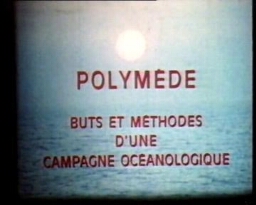 POLYMÈDE
BUTS ET MÉTHODES
D'UNE
CAMPAGNE OCÉANOLOGIQUE